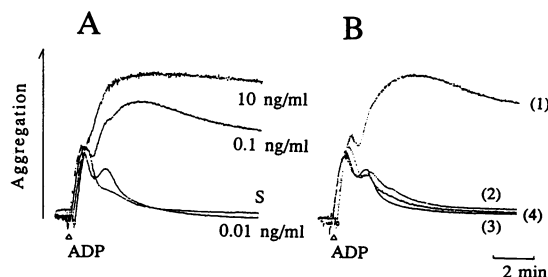 A
B
Aggregation
10 ng/ml
0.1 ng/ml
S
0.01 ng/ml
ADP
(1)
(2)
(3)
(4)
ADP
2 min